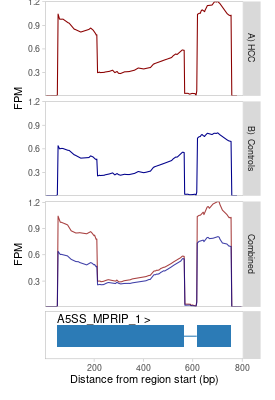 1.2
0.9
0.6
0.3
FPM
A) HCC
1.2
0.9
0.6
0.3
B) Controls
1.2
0.9
0.6
0.3
FPM
Combined
A5SS_MPRIP_1 >
200 400 600 800
Distance from region start (bp)